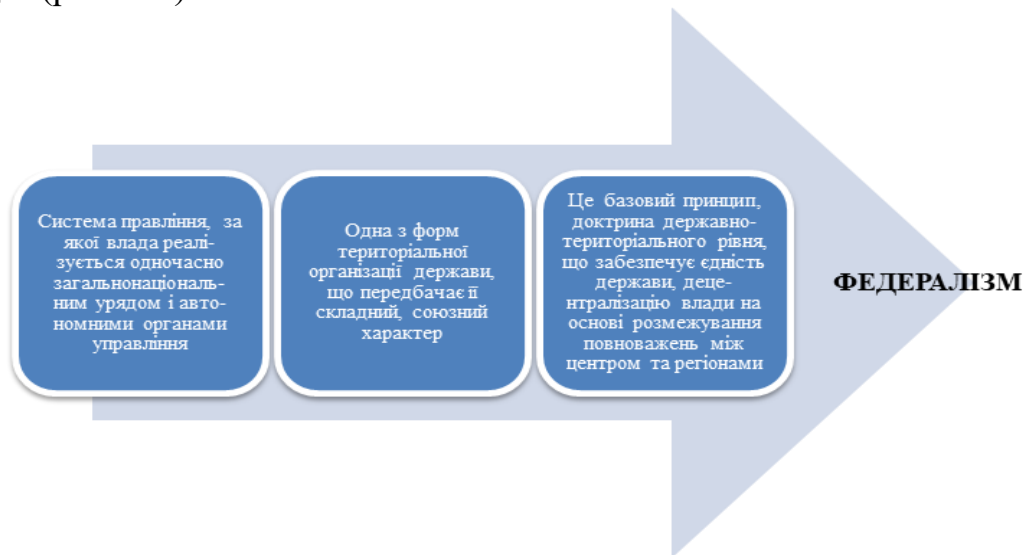 Система правління, за
якої влада реалі-
зується одночасно
загальнонаціональ-
ним урядом і авто-
номними органами
управління
Одна з форм
територіальної
організації держави,
що передбачає її
складний, союзний
характер
Це базовий принцип,
доктрина державно-
територіального рівня,
що забезпечує єдність
держави, деце-
нтралізацію влади на
основі розмежування
повноважень між
центром та регіонами
ФЕДЕРАЛІЗМ